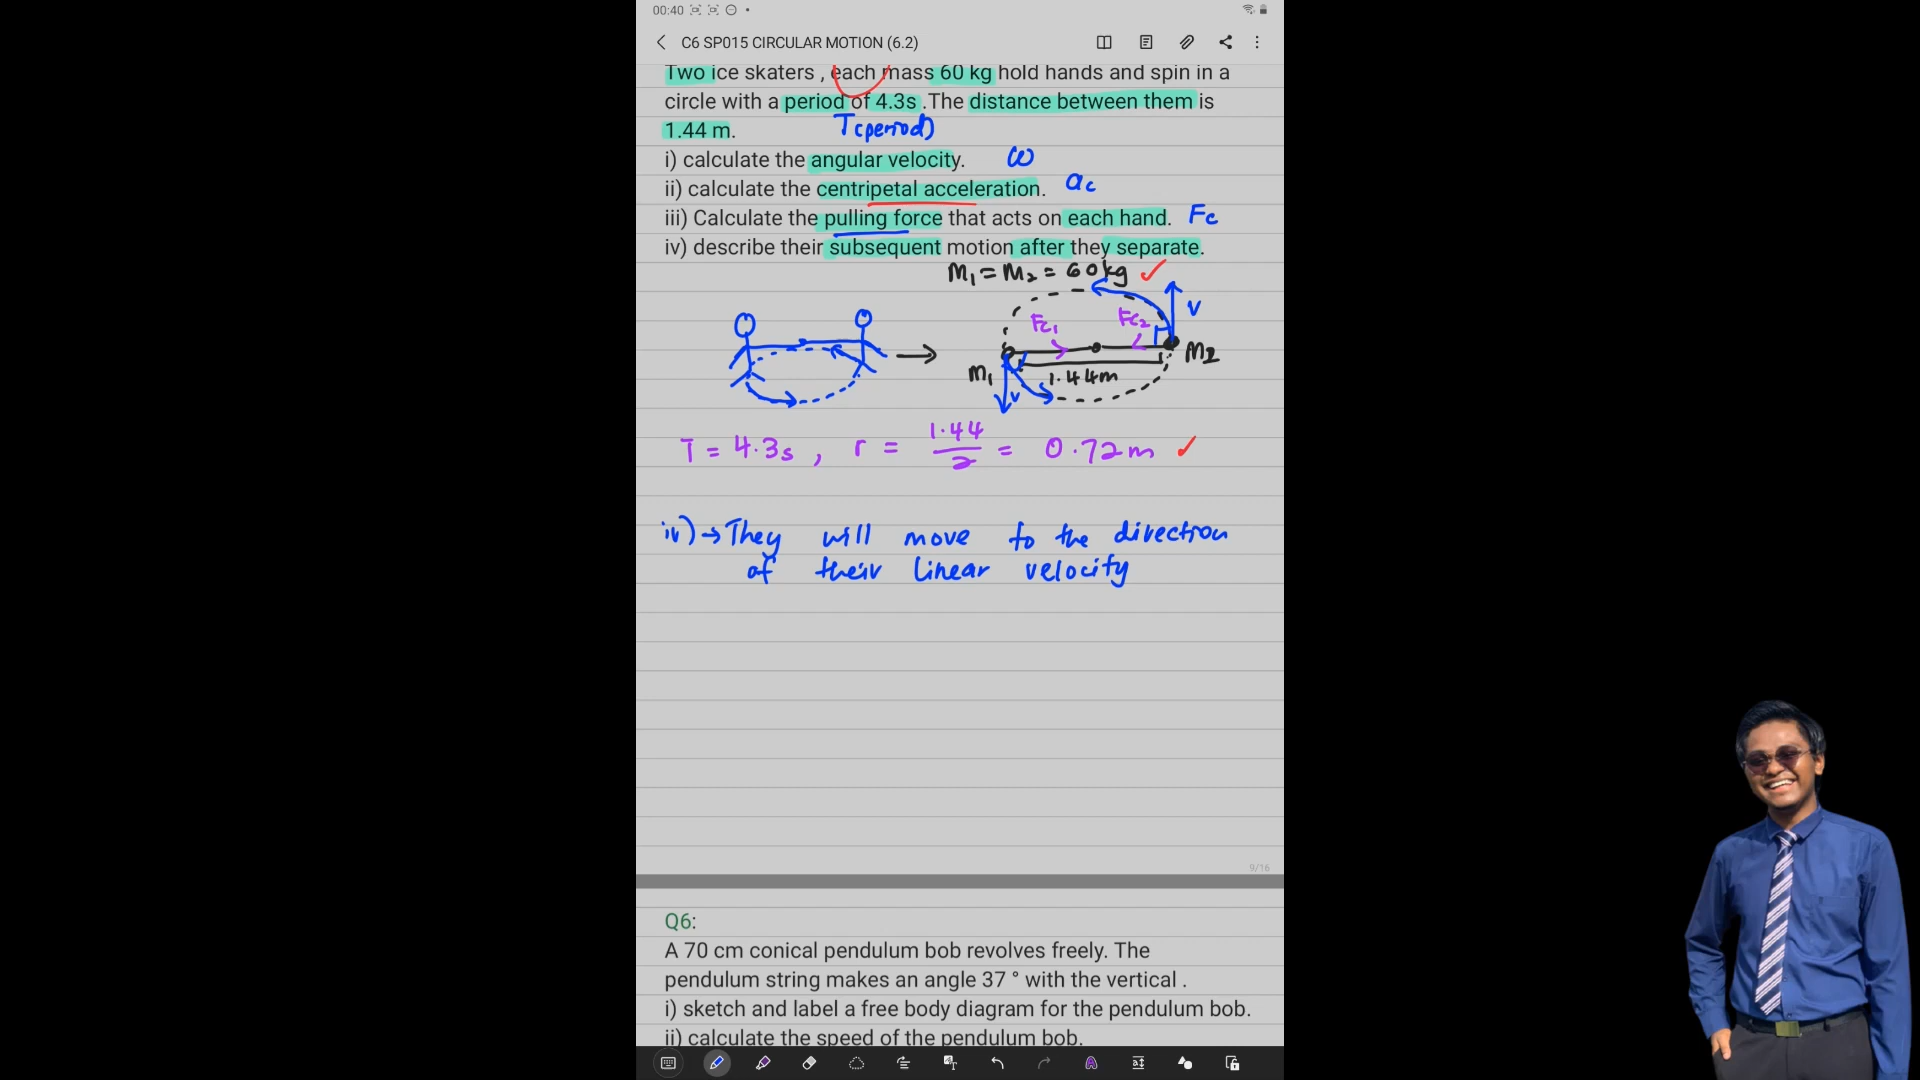 00:40
C6 SP015 CIRCULAR MOTION (6.2)
Two ice skaters , each mass 60 kg hold hands and spin in a
circle with a period of 4.3s .The distance between them is
1.44 m.
T(period)
i) calculate the angular velocity. ω
ii) calculate the centripetal acceleration. ac
iii) Calculate the pulling force that acts on each hand. Fc
iv) describe their subsequent motion after they separate.
M1 = M2 = 60kg ✓
v
Fc1 Fc2
M2
M1 1.44m
v
T = 4.3s , r = 1.44/2 = 0.72m ✓
iv) → They will move to the direction
of their linear velocity
9/16
Q6:
A 70 cm conical pendulum bob revolves freely. The
pendulum string makes an angle 37 ° with the vertical .
i) sketch and label a free body diagram for the pendulum bob.
ii) calculate the speed of the pendulum bob.